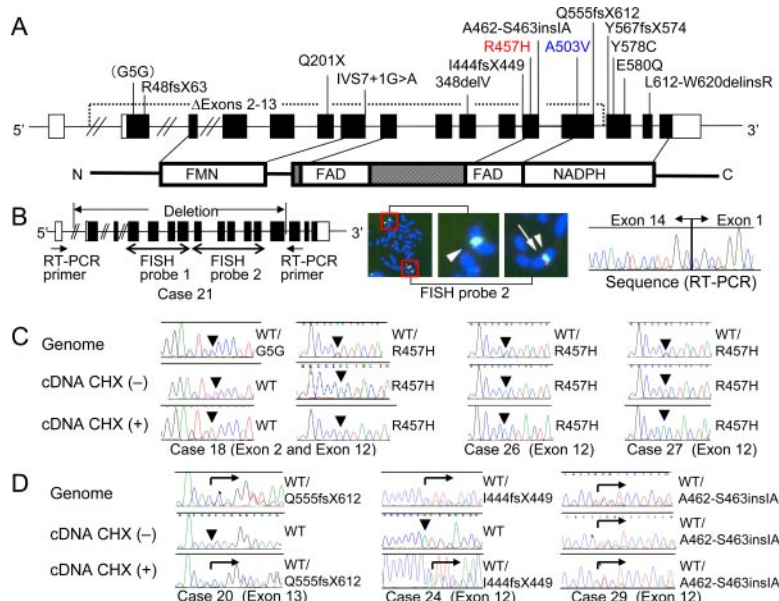 A
(G5G)
R48fsX63
Q201X
IVS7+1G>A
348delV
I444fsX449
R457H
A462-S463insIA
A503V
Q555fsX612
Y567fsX574
Y578C
E580Q
L612-W620delinsR
ΔExons 2-13
5'
3'
N
FMN
FAD
FAD
NADPH
C
B
Deletion
5'
3'
RT-PCR
primer
FISH
probe 1
FISH
probe 2
RT-PCR
primer
Case 21
FISH probe 2
Exon 14
Exon 1
Sequence (RT-PCR)
C
Genome
WT/
G5G
WT/
R457H
WT/
R457H
WT/
R457H
cDNA CHX (–)
WT
R457H
R457H
R457H
cDNA CHX (+)
WT
R457H
R457H
R457H
Case 18 (Exon 2 and Exon 12)
Case 26 (Exon 12)
Case 27 (Exon 12)
D
Genome
WT/
Q555fsX612
WT/
I444fsX449
WT/
A462-S463insIA
cDNA CHX (–)
WT
WT
WT/
A462-S463insIA
cDNA CHX (+)
WT/
Q555fsX612
WT/
I444fsX449
WT/
A462-S463insIA
Case 20 (Exon 13)
Case 24 (Exon 12)
Case 29 (Exon 12)